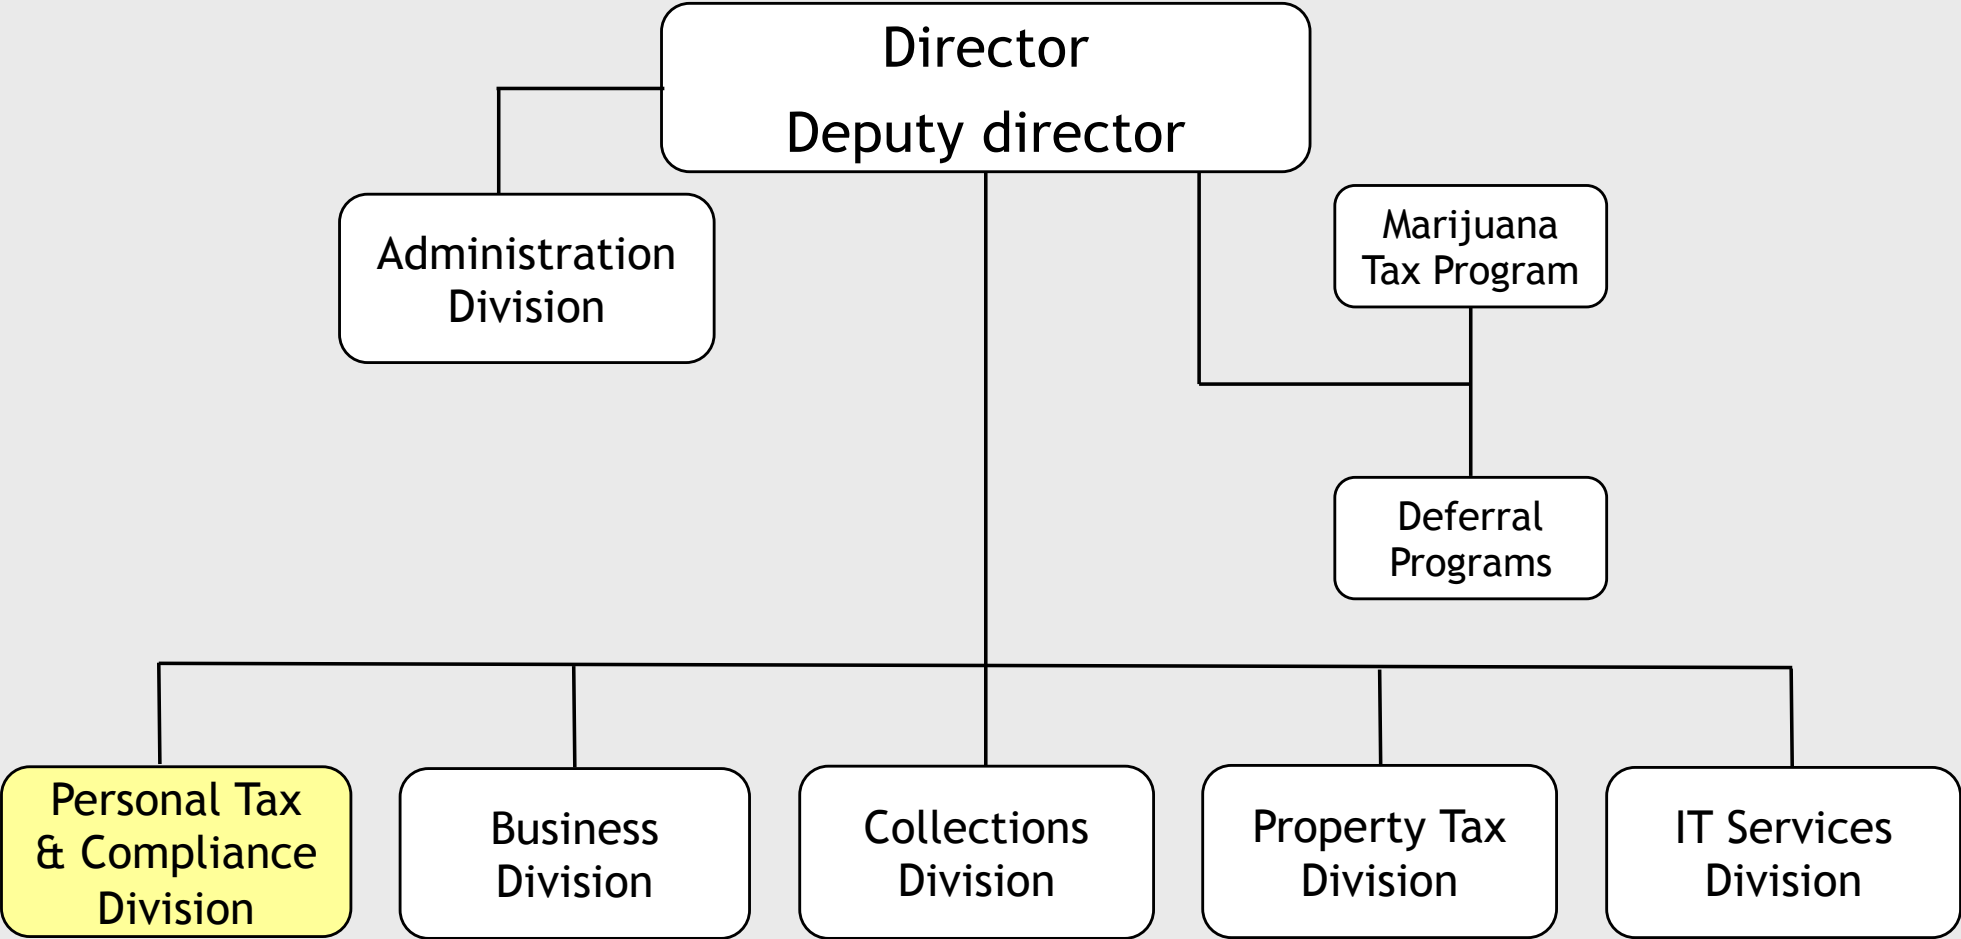 Director
Deputy director
Administration
Division
Marijuana
Tax Program
Deferral
Programs
Personal Tax
& Compliance
Division
Business
Division
Collections
Division
Property Tax
Division
IT Services
Division